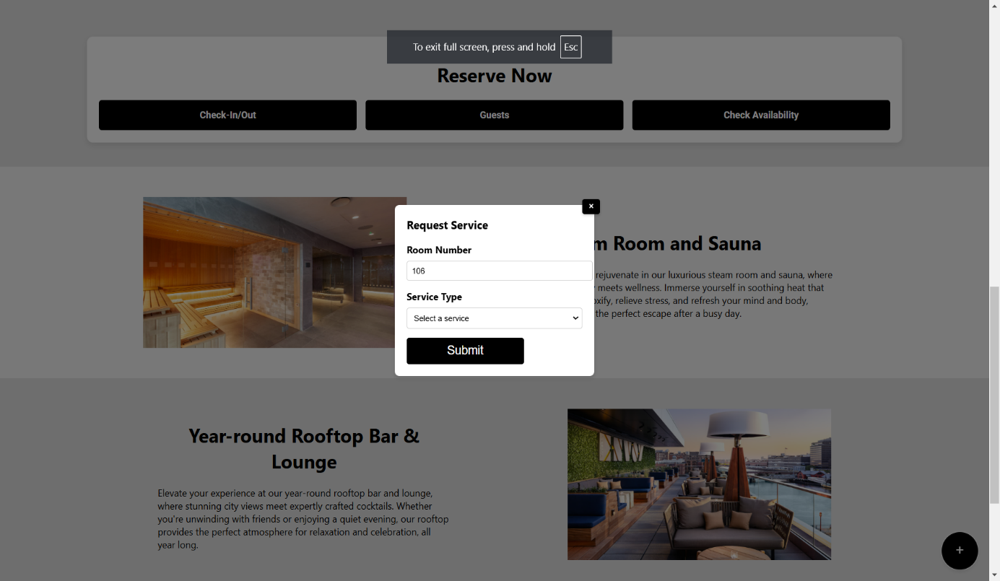 To exit full screen, press and hold Esc
Reserve Now
Check-In/Out
Guests
Check Availability
×
Request Service
Room Number
106
Service Type
Select a service
Submit
m Room and Sauna
rejuvenate in our luxurious steam room and sauna, where
meets wellness. Immerse yourself in soothing heat that
relieve stress, and refresh your mind and body,
the perfect escape after a busy day.
Year-round Rooftop Bar &
Lounge
Elevate your experience at our year-round rooftop bar and lounge,
where stunning city views meet expertly crafted cocktails. Whether
you're unwinding with friends or enjoying a quiet evening, our rooftop
provides the perfect atmosphere for relaxation and celebration, all
year long.
+